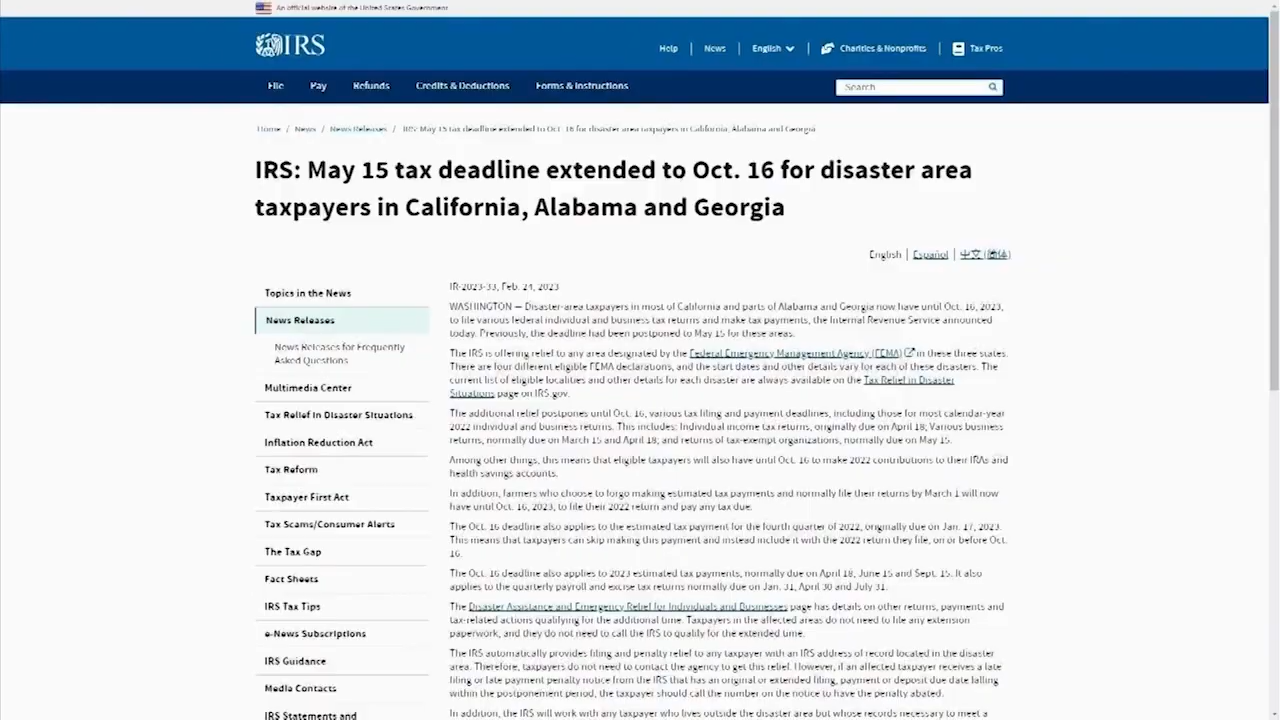 An official website of the United States Government
IRS
Help
News
English
Charities & Nonprofits
Tax Pros
File
Pay
Refunds
Credits & Deductions
Forms & Instructions
Search
Home / News / News Releases / IRS: May 15 tax deadline extended to Oct. 16 for disaster area taxpayers in California, Alabama and Georgia
IRS: May 15 tax deadline extended to Oct. 16 for disaster area
taxpayers in California, Alabama and Georgia
English | Español | 中文 (简体)
Topics in the News
News Releases
News Releases for Frequently
Asked Questions
Multimedia Center
Tax Relief in Disaster Situations
Inflation Reduction Act
Tax Reform
Taxpayer First Act
Tax Scams/Consumer Alerts
The Tax Gap
Fact Sheets
IRS Tax Tips
e-News Subscriptions
IRS Guidance
Media Contacts
IRS Statements and
IR-2023-33, Feb. 24, 2023
WASHINGTON — Disaster-area taxpayers in most of California and parts of Alabama and Georgia now have until Oct. 16, 2023,
to file various federal individual and business tax returns and make tax payments, the Internal Revenue Service announced
today. Previously, the deadline had been postponed to May 15 for these areas.
The IRS is offering relief to any area designated by the Federal Emergency Management Agency (FEMA) in these three states.
There are four different eligible FEMA declarations, and the start dates and other details vary for each of these disasters. The
current list of eligible localities and other details for each disaster are always available on the Tax Relief in Disaster
Situations page on IRS.gov.
The additional relief postpones until Oct. 16, various tax filing and payment deadlines, including those for most calendar-year
2022 individual and business returns. This includes: Individual income tax returns, originally due on April 18; Various business
returns, normally due on March 15 and April 18; and returns of tax-exempt organizations, normally due on May 15.
Among other things, this means that eligible taxpayers will also have until Oct. 16 to make 2022 contributions to their IRAs and
health savings accounts.
In addition, farmers who choose to forgo making estimated tax payments and normally file their returns by March 1 will now
have until Oct. 16, 2023, to file their 2022 return and pay any tax due.
The Oct. 16 deadline also applies to the estimated tax payment for the fourth quarter of 2022, originally due on Jan. 17, 2023.
This means that taxpayers can skip making this payment and instead include it with the 2022 return they file, on or before Oct.
16.
The Oct. 16 deadline also applies to 2023 estimated tax payments, normally due on April 18, June 15 and Sept. 15. It also
applies to the quarterly payroll and excise tax returns normally due on Jan. 31, April 30 and July 31.
The Disaster Assistance and Emergency Relief for Individuals and Businesses page has details on other returns, payments and
tax-related actions qualifying for the additional time. Taxpayers in the affected areas do not need to file any extension
paperwork, and they do not need to call the IRS to qualify for the extended time.
The IRS automatically provides filing and penalty relief to any taxpayer with an IRS address of record located in the disaster
area. Therefore, taxpayers do not need to contact the agency to get this relief. However, if an affected taxpayer receives a late
filing or late payment penalty notice from the IRS that has an original or extended filing, payment or deposit due date falling
within the postponement period, the taxpayer should call the number on the notice to have the penalty abated.
In addition, the IRS will work with any taxpayer who lives outside the disaster area but whose records necessary to meet a